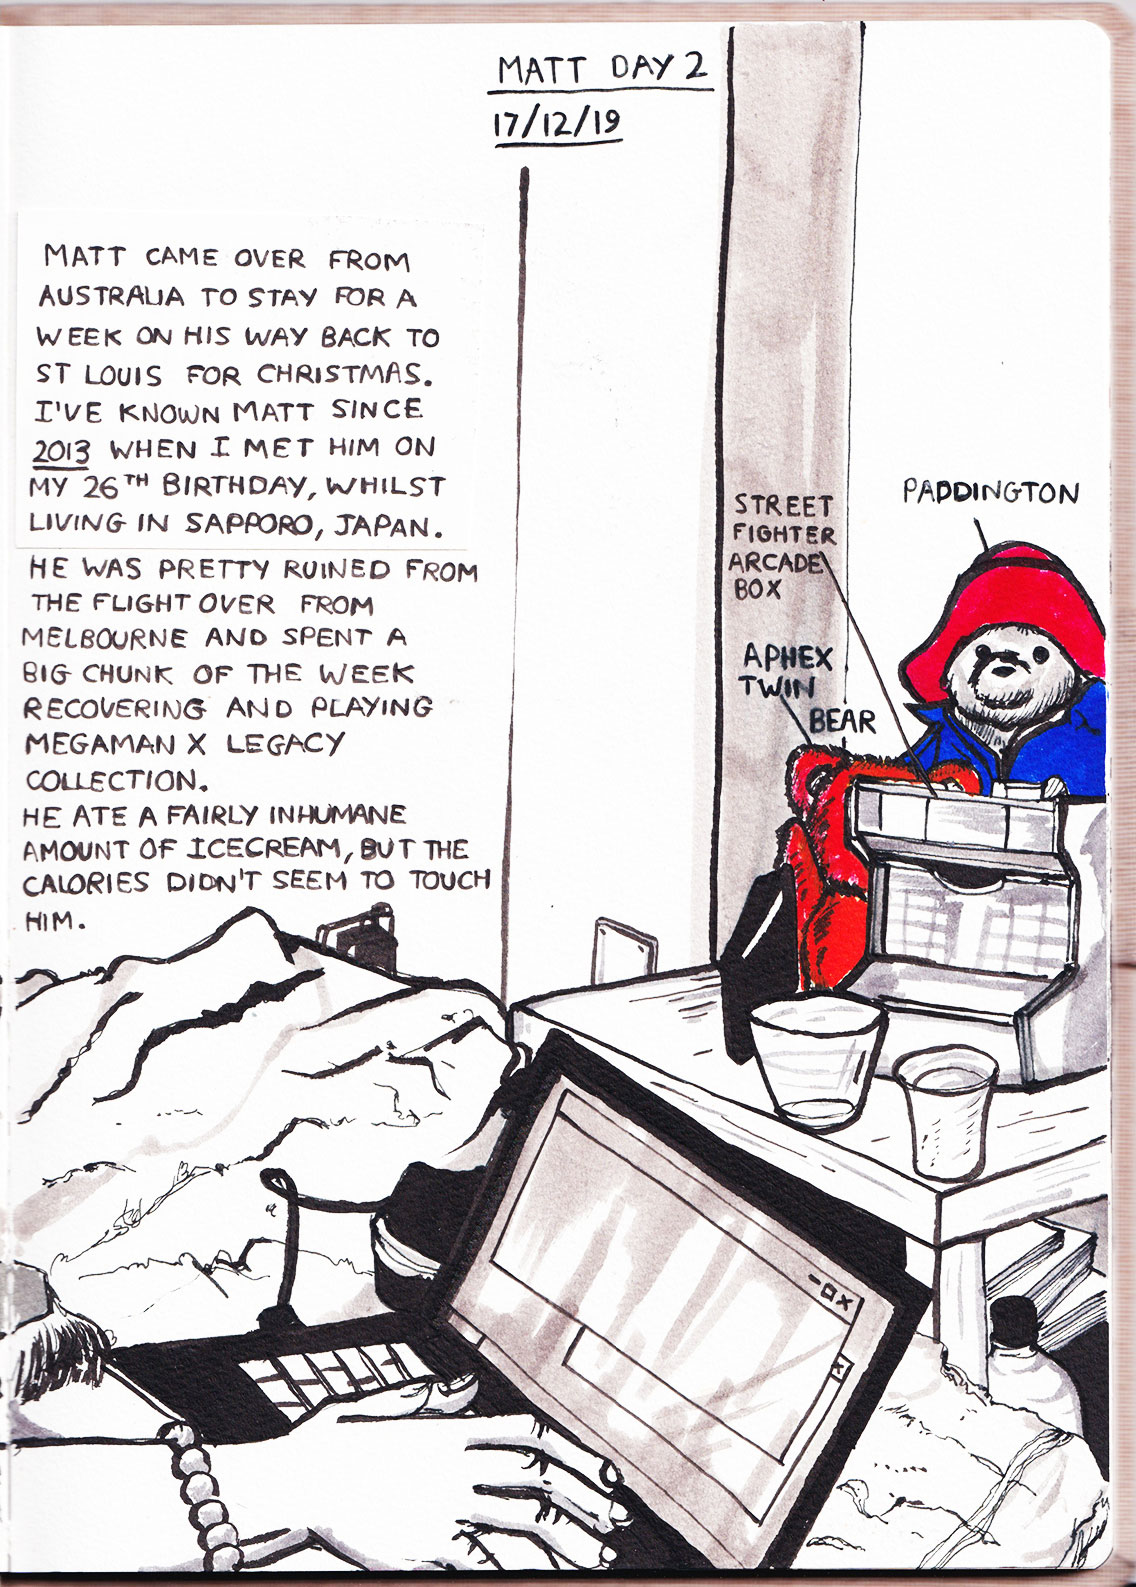 MATT DAY 2
17/12/19
MATT CAME OVER FROM
AUSTRALIA TO STAY FOR A
WEEK ON HIS WAY BACK TO
ST LOUIS FOR CHRISTMAS.
I'VE KNOWN MATT SINCE
2013 WHEN I MET HIM ON
MY 26TH BIRTHDAY, WHILST
LIVING IN SAPPORO, JAPAN.
HE WAS PRETTY RUINED FROM
THE FLIGHT OVER FROM
MELBOURNE AND SPENT A
BIG CHUNK OF THE WEEK
RECOVERING AND PLAYING
MEGAMAN X LEGACY
COLLECTION.
HE ATE A FAIRLY INHUMANE
AMOUNT OF ICECREAM, BUT THE
CALORIES DIDN'T SEEM TO TOUCH
HIM.
PADDINGTON
STREET
FIGHTER
ARCADE
BOX
APHEX
TWIN
BEAR